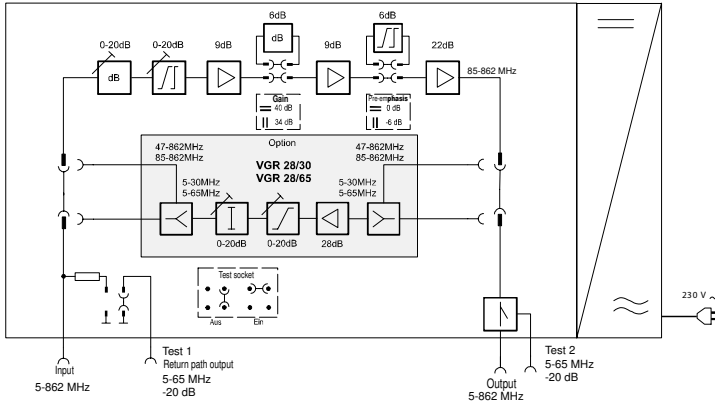 6dB
dB
6dB
0-20dB
0-20dB
9dB
9dB
22dB
dB
85-862 MHz
Gain
40 dB
34 dB
Pre-emphasis
0 dB
-6 dB
Option
47-862MHz
85-862MHz
VGR 28/30
VGR 28/65
47-862MHz
85-862MHz
5-30MHz
5-65MHz
5-30MHz
5-65MHz
0-20dB
0-20dB
28dB
Test socket
Aus
Ein
230 V
Input
5-862 MHz
Test 1
Return path output
5-65 MHz
-20 dB
Output
5-862 MHz
Test 2
5-65 MHz
-20 dB